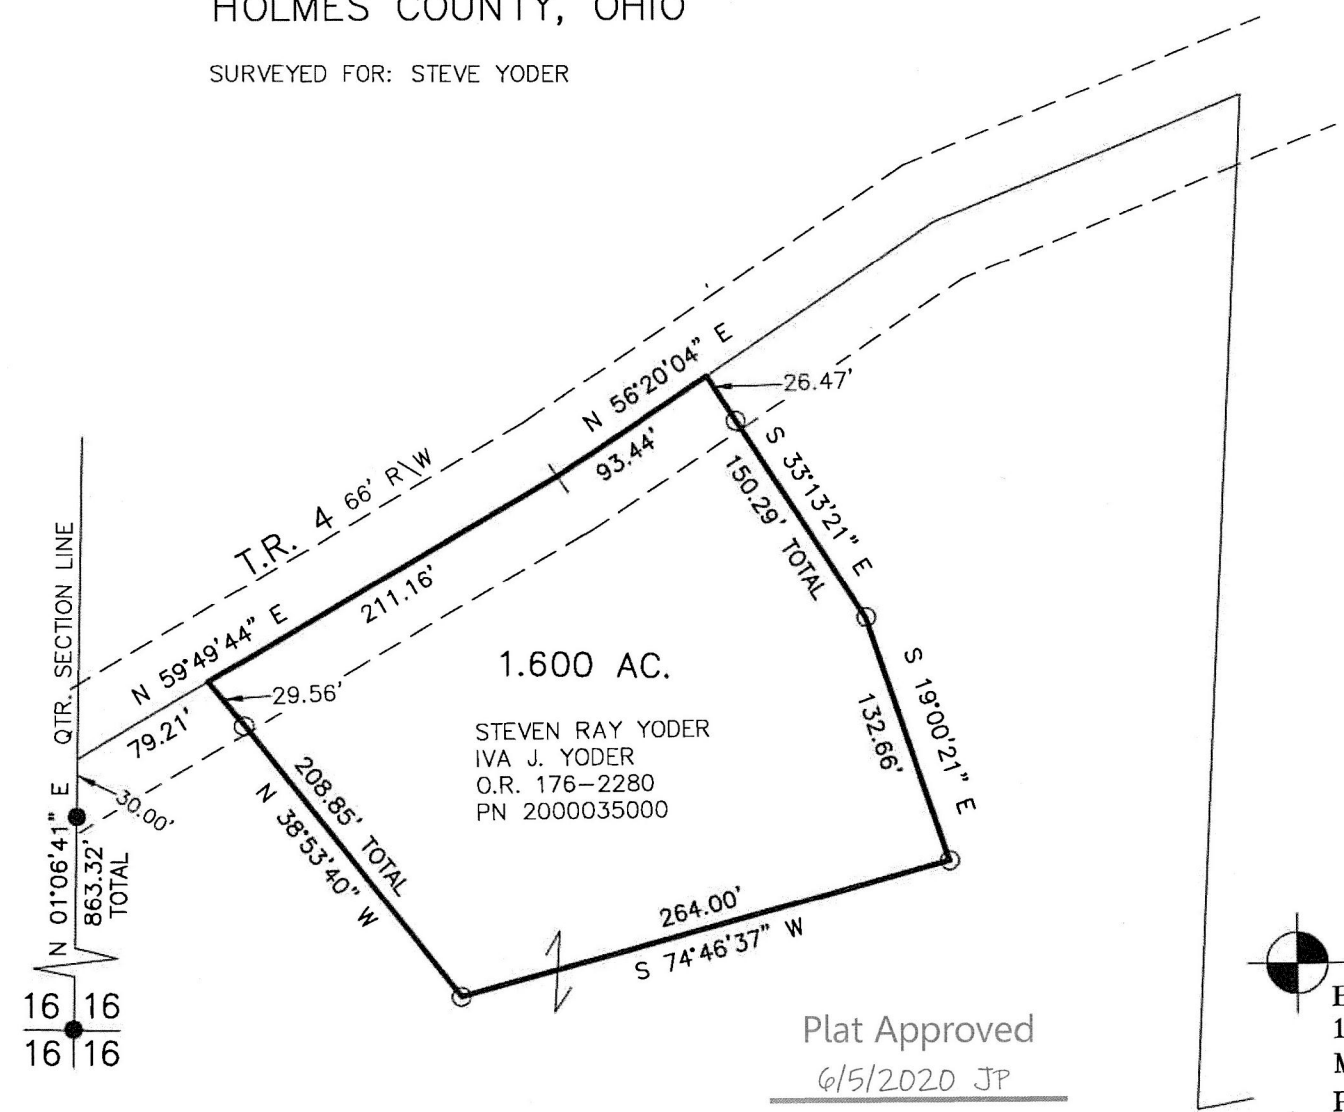 HOLMES COUNTY, OHIO
SURVEYED FOR: STEVE YODER
N 56°20'04" E
93.44'
26.47'
S 33°13'21" E
150.29' TOTAL
T.R. 4 66' R\W
N 59°49'44" E
211.16'
79.21'
29.56'
QTR. SECTION LINE
30.00'
N 01°06'41" E
863.32'
TOTAL
1.600 AC.
STEVEN RAY YODER
IVA J. YODER
O.R. 176-2280
PN 2000035000
S 19°00'21" E
132.66'
208.85' TOTAL
N 38°53'40" W
264.00'
S 74°46'37" W
16 16
16 16
Plat Approved
6/5/2020 JP
1
M